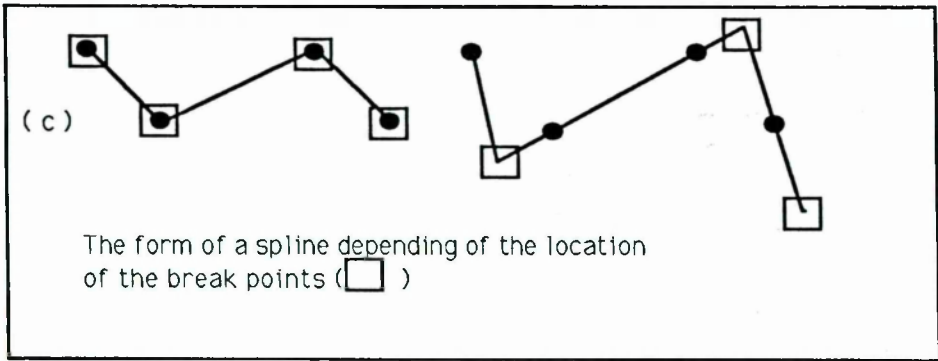 (c)
The form of a spline depending of the location
of the break points ( )